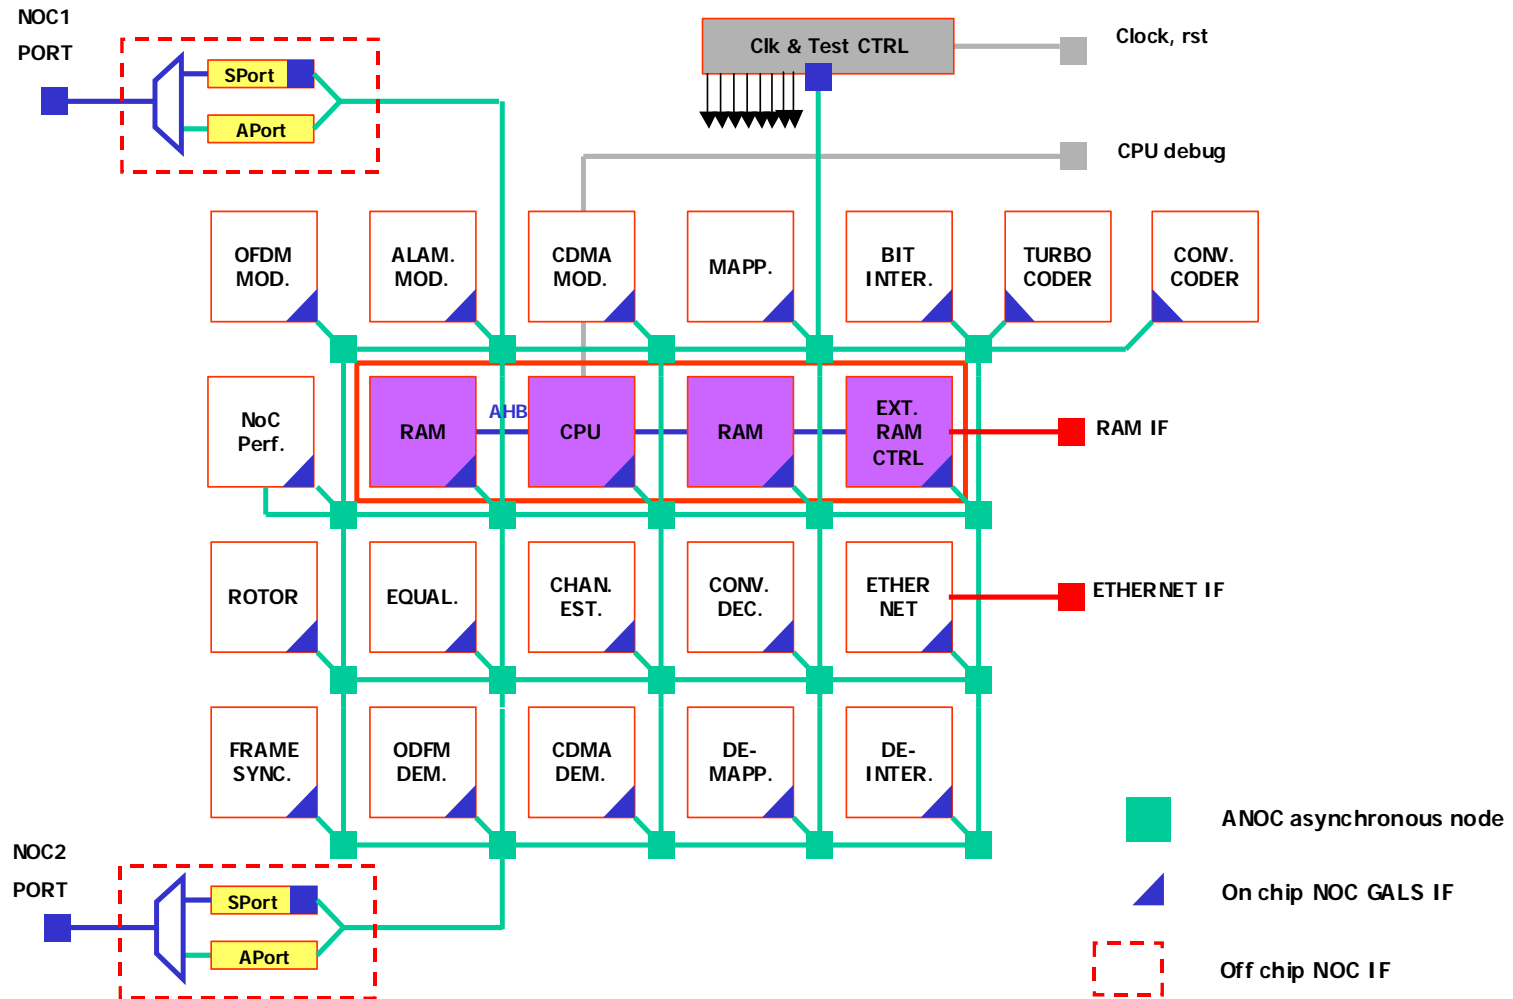 NOC1
PORT
SPort
APort
Clk & Test CTRL
Clock, rst
CPU debug
OFDM
MOD.
ALAM.
MOD.
CDMA
MOD.
MAPP.
BIT
INTER.
TURBO
CODER
CONV.
CODER
NoC
Perf.
RAM
AHB
CPU
RAM
EXT.
RAM
CTRL
RAM IF
ROTOR
EQUAL.
CHAN.
EST.
CONV.
DEC.
ETHER
NET
ETHERNET IF
FRAME
SYNC.
ODFM
DEM.
CDMA
DEM.
DE-
MAPP.
DE-
INTER.
NOC2
PORT
SPort
APort
ANOC asynchronous node
On chip NOC GALS IF
Off chip NOC IF